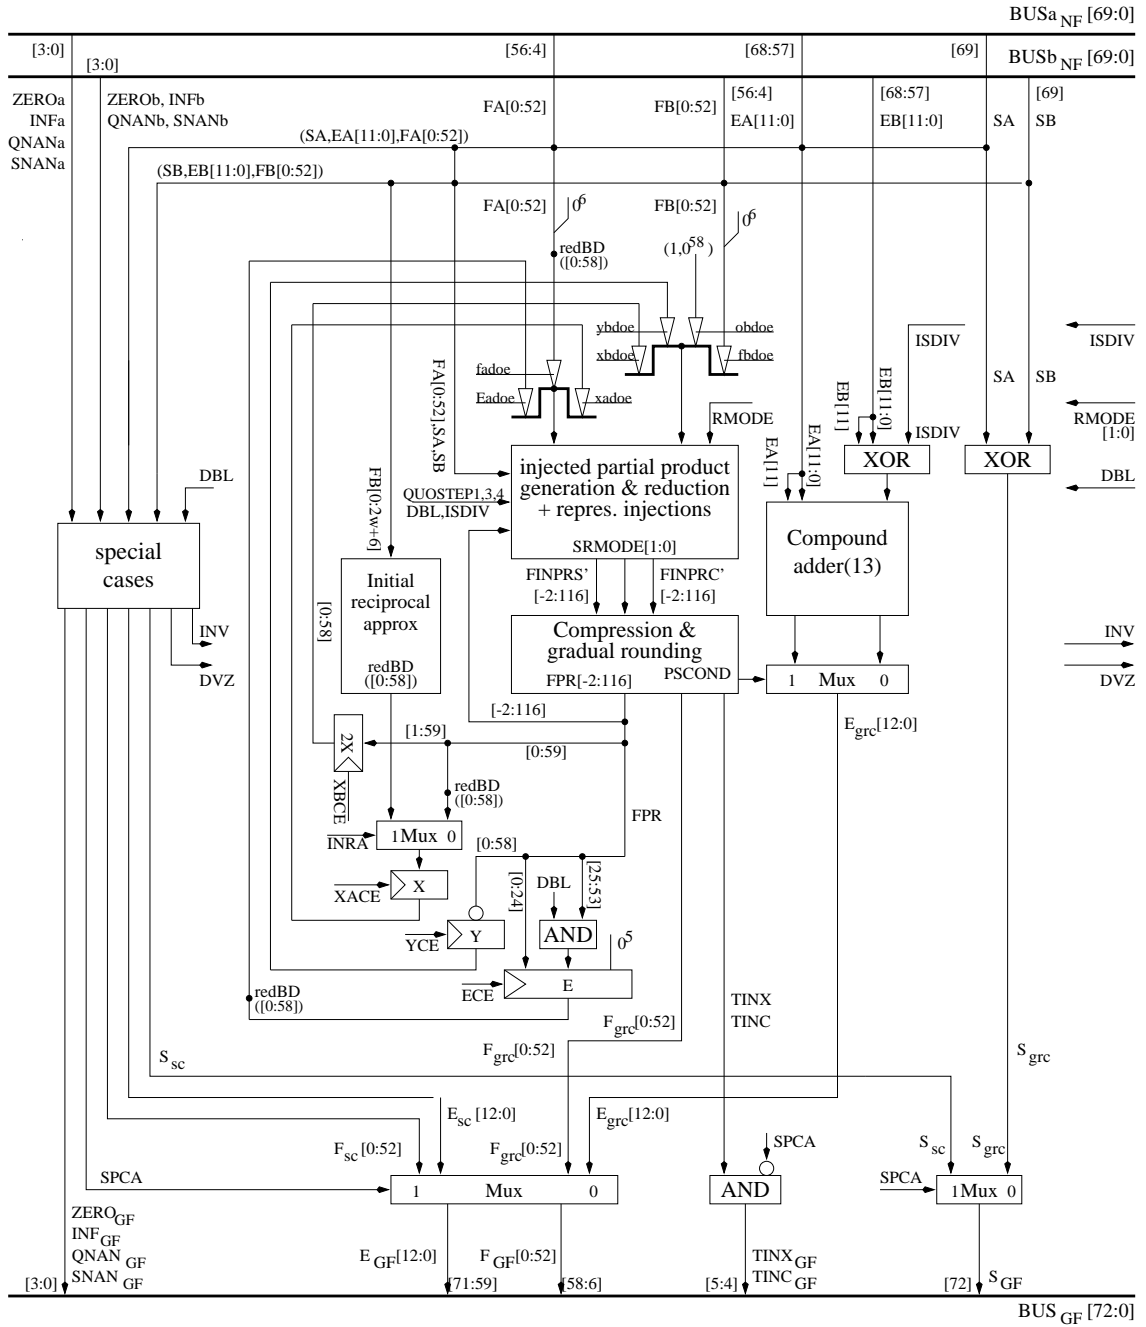 BUSa NF [69:0]
[3:0] [56:4] [68:57] [69]
BUSb NF [69:0]
[3:0]
ZEROa ZEROb, INFb FA[0:52] FB[0:52] [56:4] [68:57] [69]
INFa QNANb, SNANb EA[11:0] EB[11:0] SA SB
QNANa (SA,EA[11:0],FA[0:52])
SNANa
(SB,EB[11:0],FB[0:52])
FA[0:52] 0^6 FB[0:52] 0^6
redBD (1,0^58 )
([0:58])
ybdoe obdoe
xbdoe fbdoe
ISDIV ISDIV
fadoe
Eadoe xadoe
SA SB
FA[0:52],SA,SB
RMODE
EA[11] EA[11:0]
EB[11] EB[11:0]
ISDIV
RMODE
[1:0]
XOR XOR
DBL DBL
FB[0:2w+6]
QUOSTEP1,3,4
DBL,ISDIV
injected partial product
generation & reduction
+ repres. injections
SRMODE[1:0]
Compound
adder(13)
special
cases
Initial
reciprocal
approx
redBD
([0:58])
FINPRS' FINPRC'
[-2:116] [-2:116]
[0:58]
Compression &
gradual rounding
FPR[-2:116] PSCOND
INV INV
DVZ DVZ
1 Mux 0
[-2:116]
E grc[12:0]
2X [1:59] [0:59]
XBCE
redBD
([0:58])
FPR
INRA 1Mux 0
[0:58]
XACE X
[0:24] DBL [25:53]
YCE Y AND 0^5
ECE E
redBD
([0:58])
TINX
TINC
F grc[0:52]
F grc[0:52]
S sc S grc
E sc [12:0] E grc[12:0]
F sc [0:52] F grc[0:52] SPCA S sc S grc
SPCA 1 Mux 0 AND SPCA 1Mux 0
ZERO GF
INF GF
QNAN GF E GF[12:0] F GF[0:52] TINX GF
SNAN GF TINC GF S GF
[3:0] [71:59] [58:6] [5:4] [72]
BUS GF [72:0]